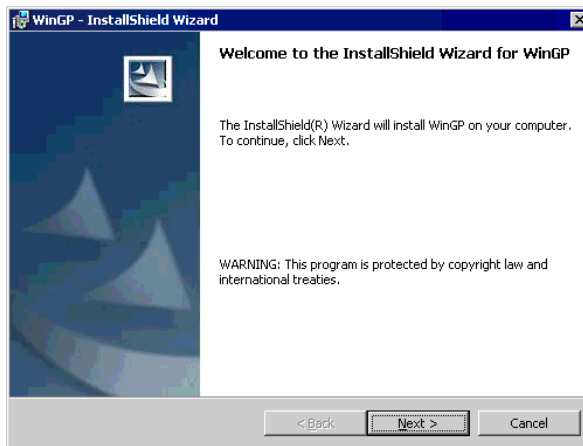 WinGP - InstallShield Wizard
Welcome to the InstallShield Wizard for WinGP
The InstallShield(R) Wizard will install WinGP on your computer.
To continue, click Next.
WARNING: This program is protected by copyright law and
international treaties.
< Back
Next >
Cancel